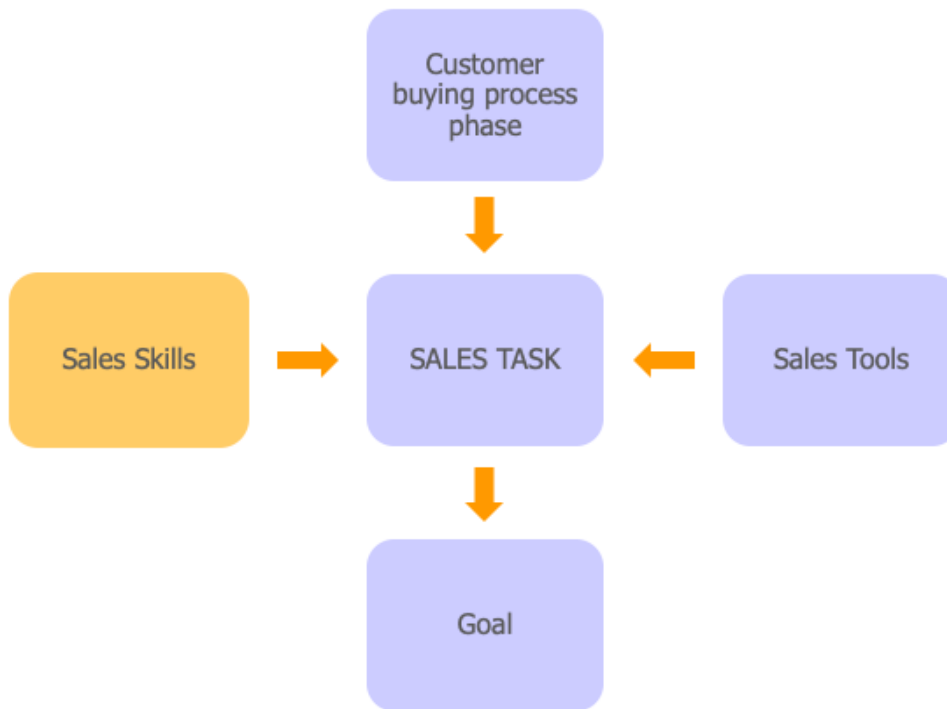 Customer
buying process
phase
Sales Skills
SALES TASK
Sales Tools
Goal